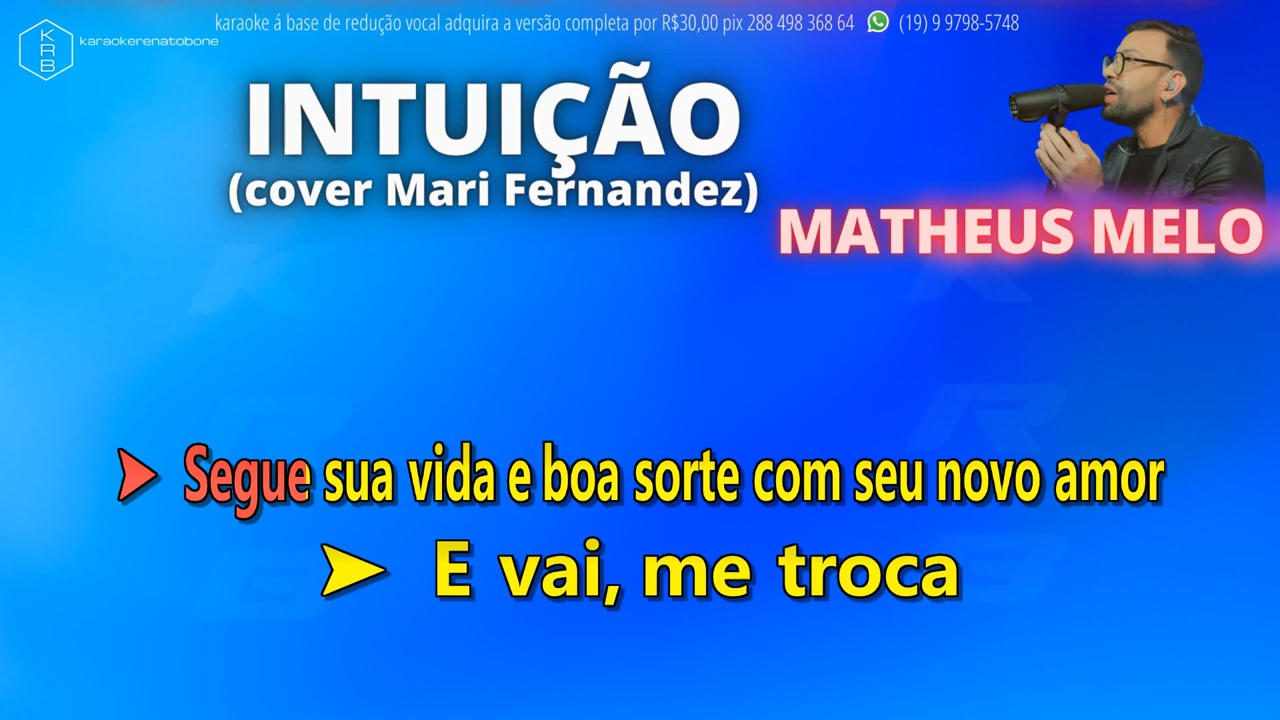 karaoke á base de redução vocal adquira a versão completa por R$30,00 pix 288 498 368 64 (19) 9 9798-5748
KRB
karaokerenatobone
INTUIÇÃO
(cover Mari Fernandez)
MATHEUS MELO
K K
R R
B B
➤ Segue sua vida e boa sorte com seu novo amor
➤ E vai, me troca